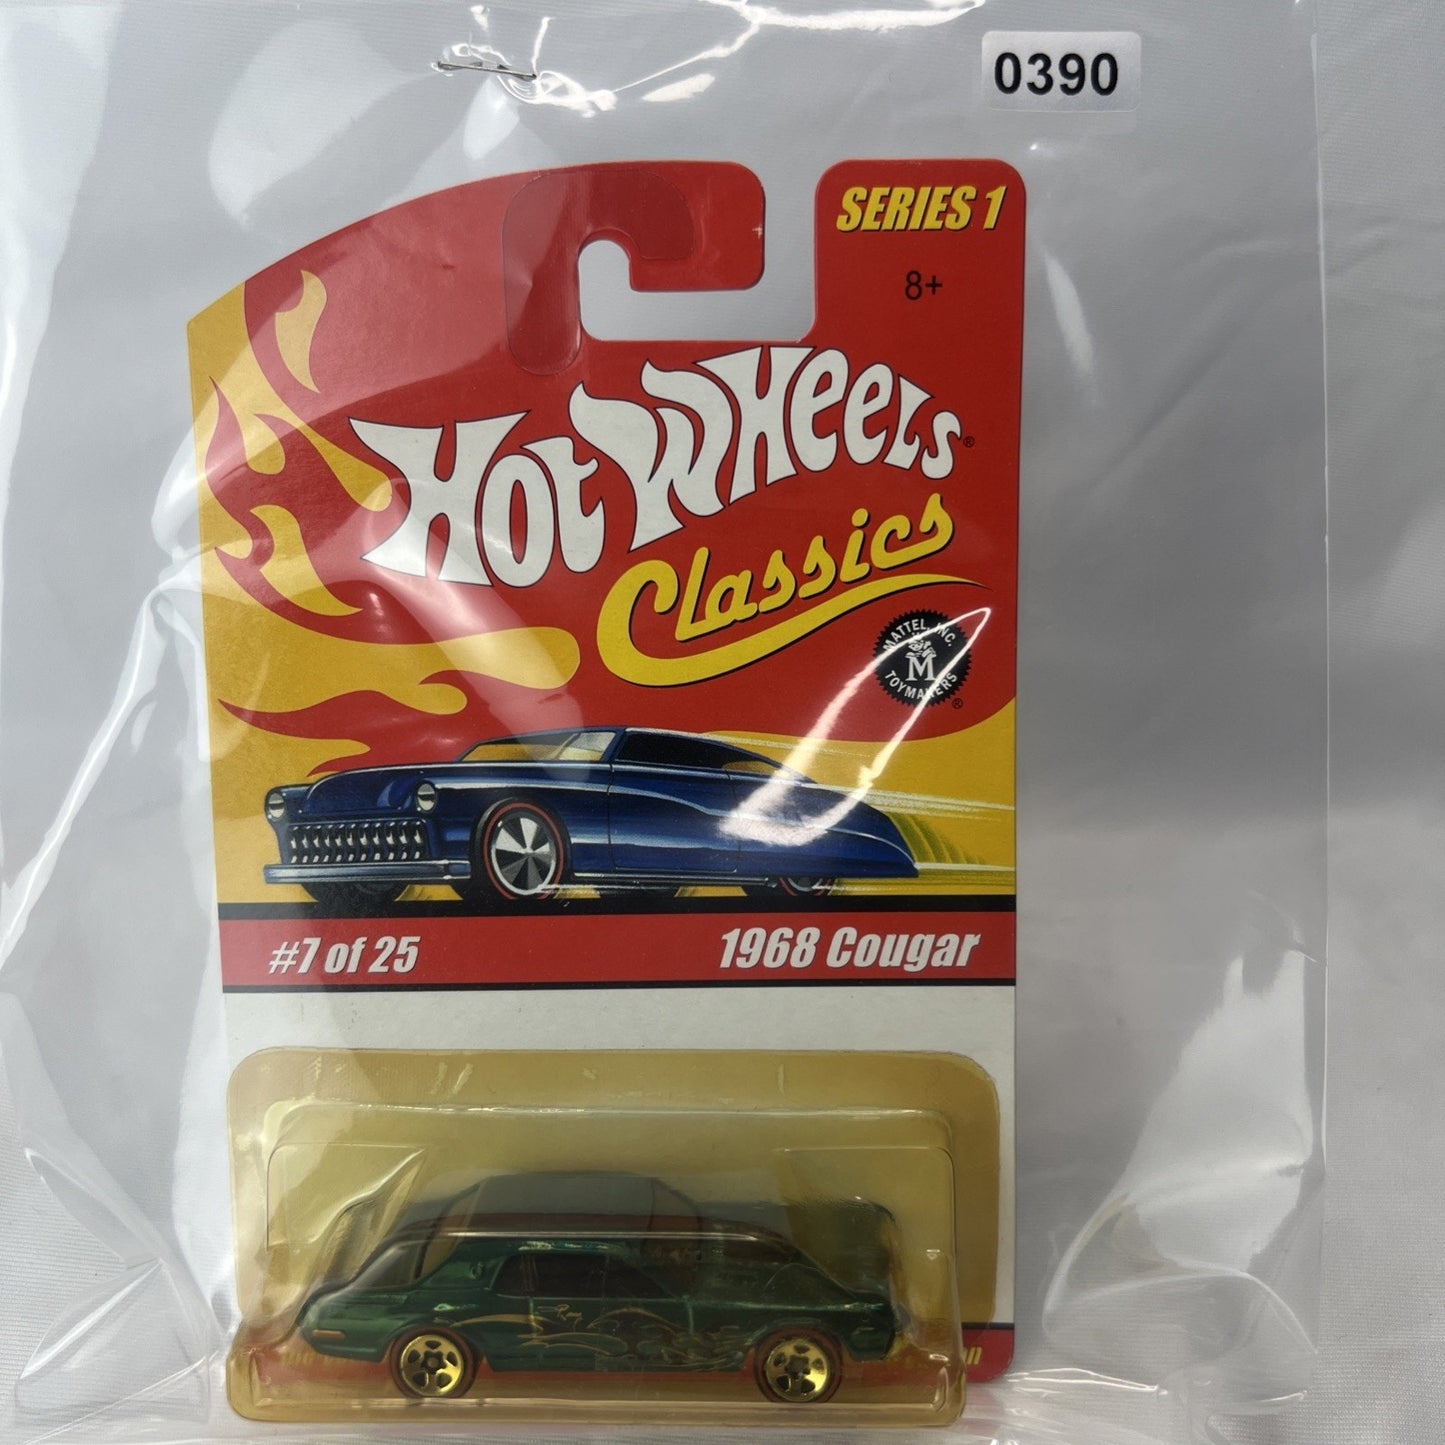 0390
SERIES 1
8+
HOT WHEELS®
Classics
MATTEL, INC.
M
TOYMAKERS
®
#7 of 25
1968 Cougar